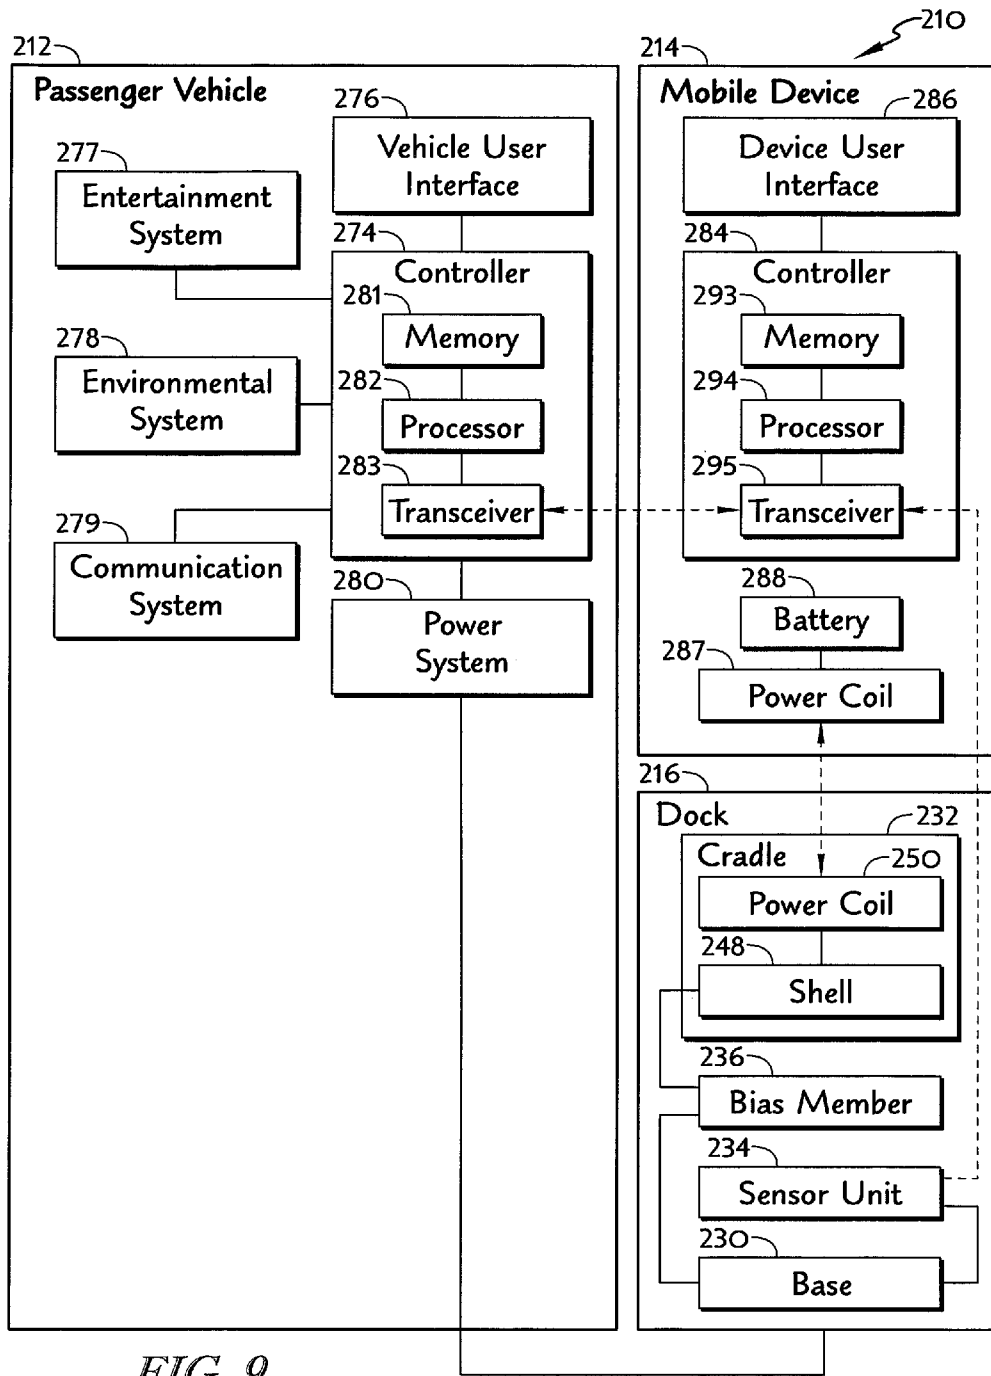 210
212
Passenger Vehicle
276
Vehicle User
Interface
277
Entertainment
System
274
Controller
281
Memory
278
Environmental
System
282
Processor
283
Transceiver
279
Communication
System
280
Power
System
214
Mobile Device
286
Device User
Interface
284
Controller
293
Memory
294
Processor
295
Transceiver
288
Battery
287
Power Coil
216
Dock
232
Cradle
250
Power Coil
248
Shell
236
Bias Member
234
Sensor Unit
230
Base
FIG. 9